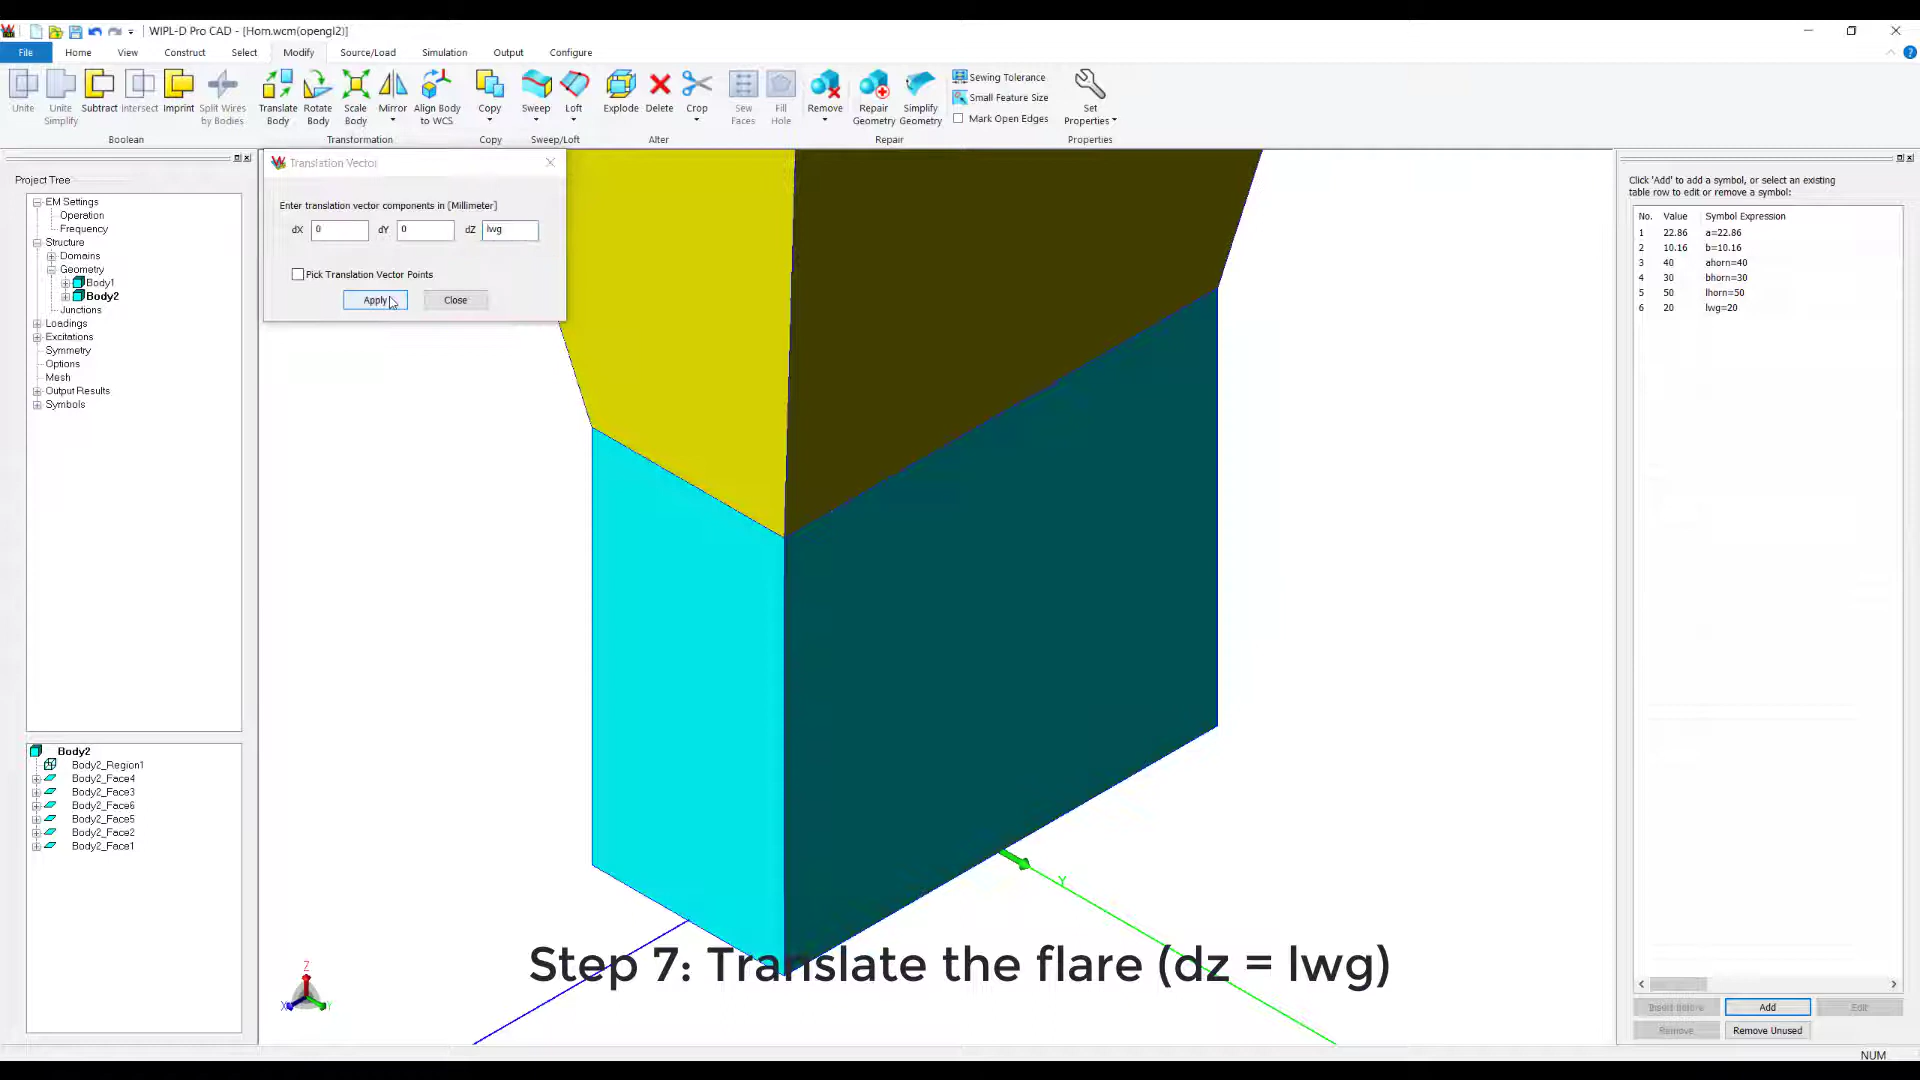 WIPL-D Pro CAD - [Horn.wcm(opengl2)]
File Home View Construct Select Modify Source/Load Simulation Output Configure
Unite
Unite Simplify
Subtract
Intersect
Imprint
Split Wires by Bodies
Boolean
Translate Body
Rotate Body
Scale Body
Mirror
Align Body to WCS
Transformation
Copy
Copy
Sweep
Loft
Sweep/Loft
Explode
Delete
Crop
Alter
Sew Faces
Fill Hole
Remove
Repair Geometry
Simplify Geometry
Sewing Tolerance
Small Feature Size
Mark Open Edges
Repair
Set Properties
Properties
Project Tree
EM Settings
Operation
Frequency
Structure
Domains
Geometry
Body1
Body2
Junctions
Loadings
Excitations
Symmetry
Options
Mesh
Output Results
Symbols
Body2
Body2_Region1
Body2_Face4
Body2_Face3
Body2_Face6
Body2_Face5
Body2_Face2
Body2_Face1
Translation Vector
Enter translation vector components in [Millimeter]
dX 0 dY 0 dZ lwg
Pick Translation Vector Points
Apply Close
Y
Z
X Y
Step 7: Translate the flare (dz = lwg)
Click 'Add' to add a symbol, or select an existing
table row to edit or remove a symbol:
No. Value Symbol Expression
1 22.86 a=22.86
2 10.16 b=10.16
3 40 ahorn=40
4 30 bhorn=30
5 50 lhorn=50
6 20 lwg=20
Insert Before Add Edit
Remove Remove Unused
NUM